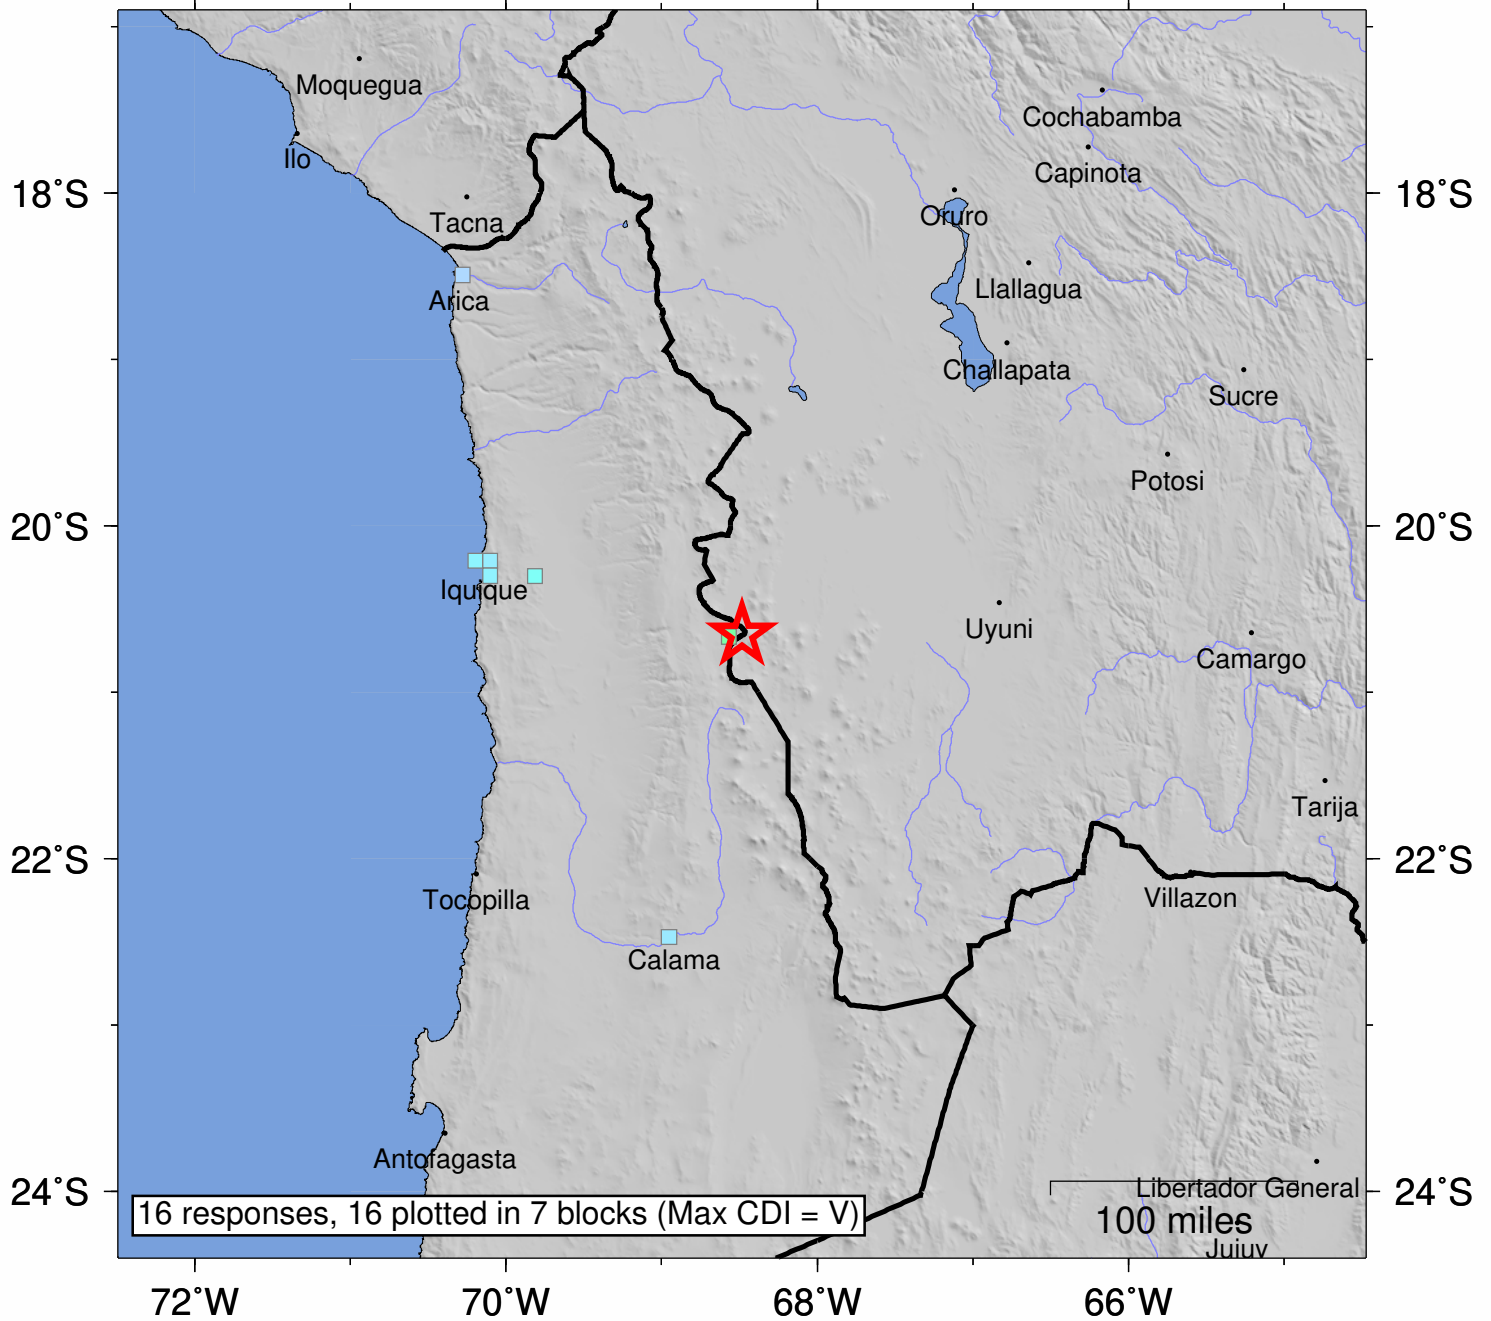 Moquegua
Cochabamba
Ilo
Capinota
18°S
18°S
Oruro
Tacna
Llallagua
Arica
Challapata
Sucre
Potosi
20°S
20°S
Iquique
Uyuni
Camargo
Tarija
22°S
22°S
Tocopilla
Villazon
Calama
Antofagasta
24°S
Libertador General
24°S
16 responses, 16 plotted in 7 blocks (Max CDI = V)
100 miles
Jujuy
72°W
70°W
68°W
66°W